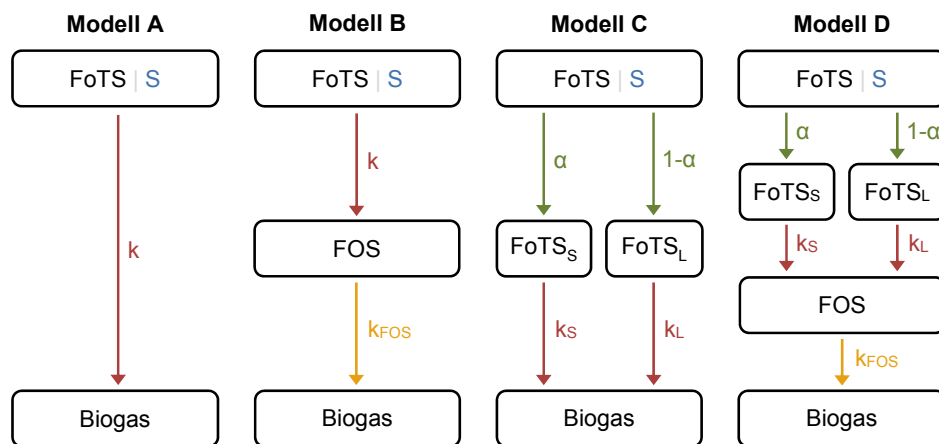 Modell A
FoTS | S
k
Biogas
Modell B
FoTS | S
k
FOS
kFOS
Biogas
Modell C
FoTS | S
α
1-α
FoTSS
FoTSL
kS
kL
Biogas
Modell D
FoTS | S
α
1-α
FoTSS
FoTSL
kS
kL
FOS
kFOS
Biogas